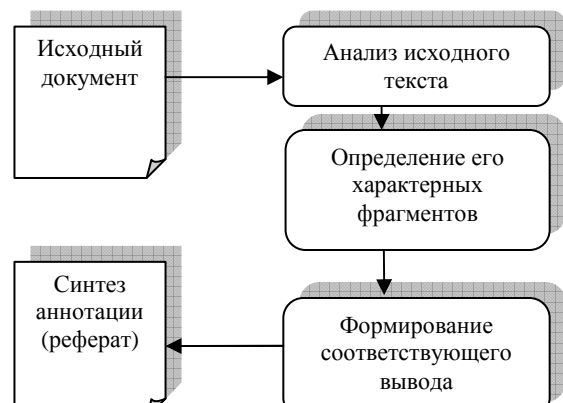 Исходный
документ
Анализ исходного
текста
Определение его
характерных
фрагментов
Формирование
соответствующего
вывода
Синтез
аннотации
(реферат)